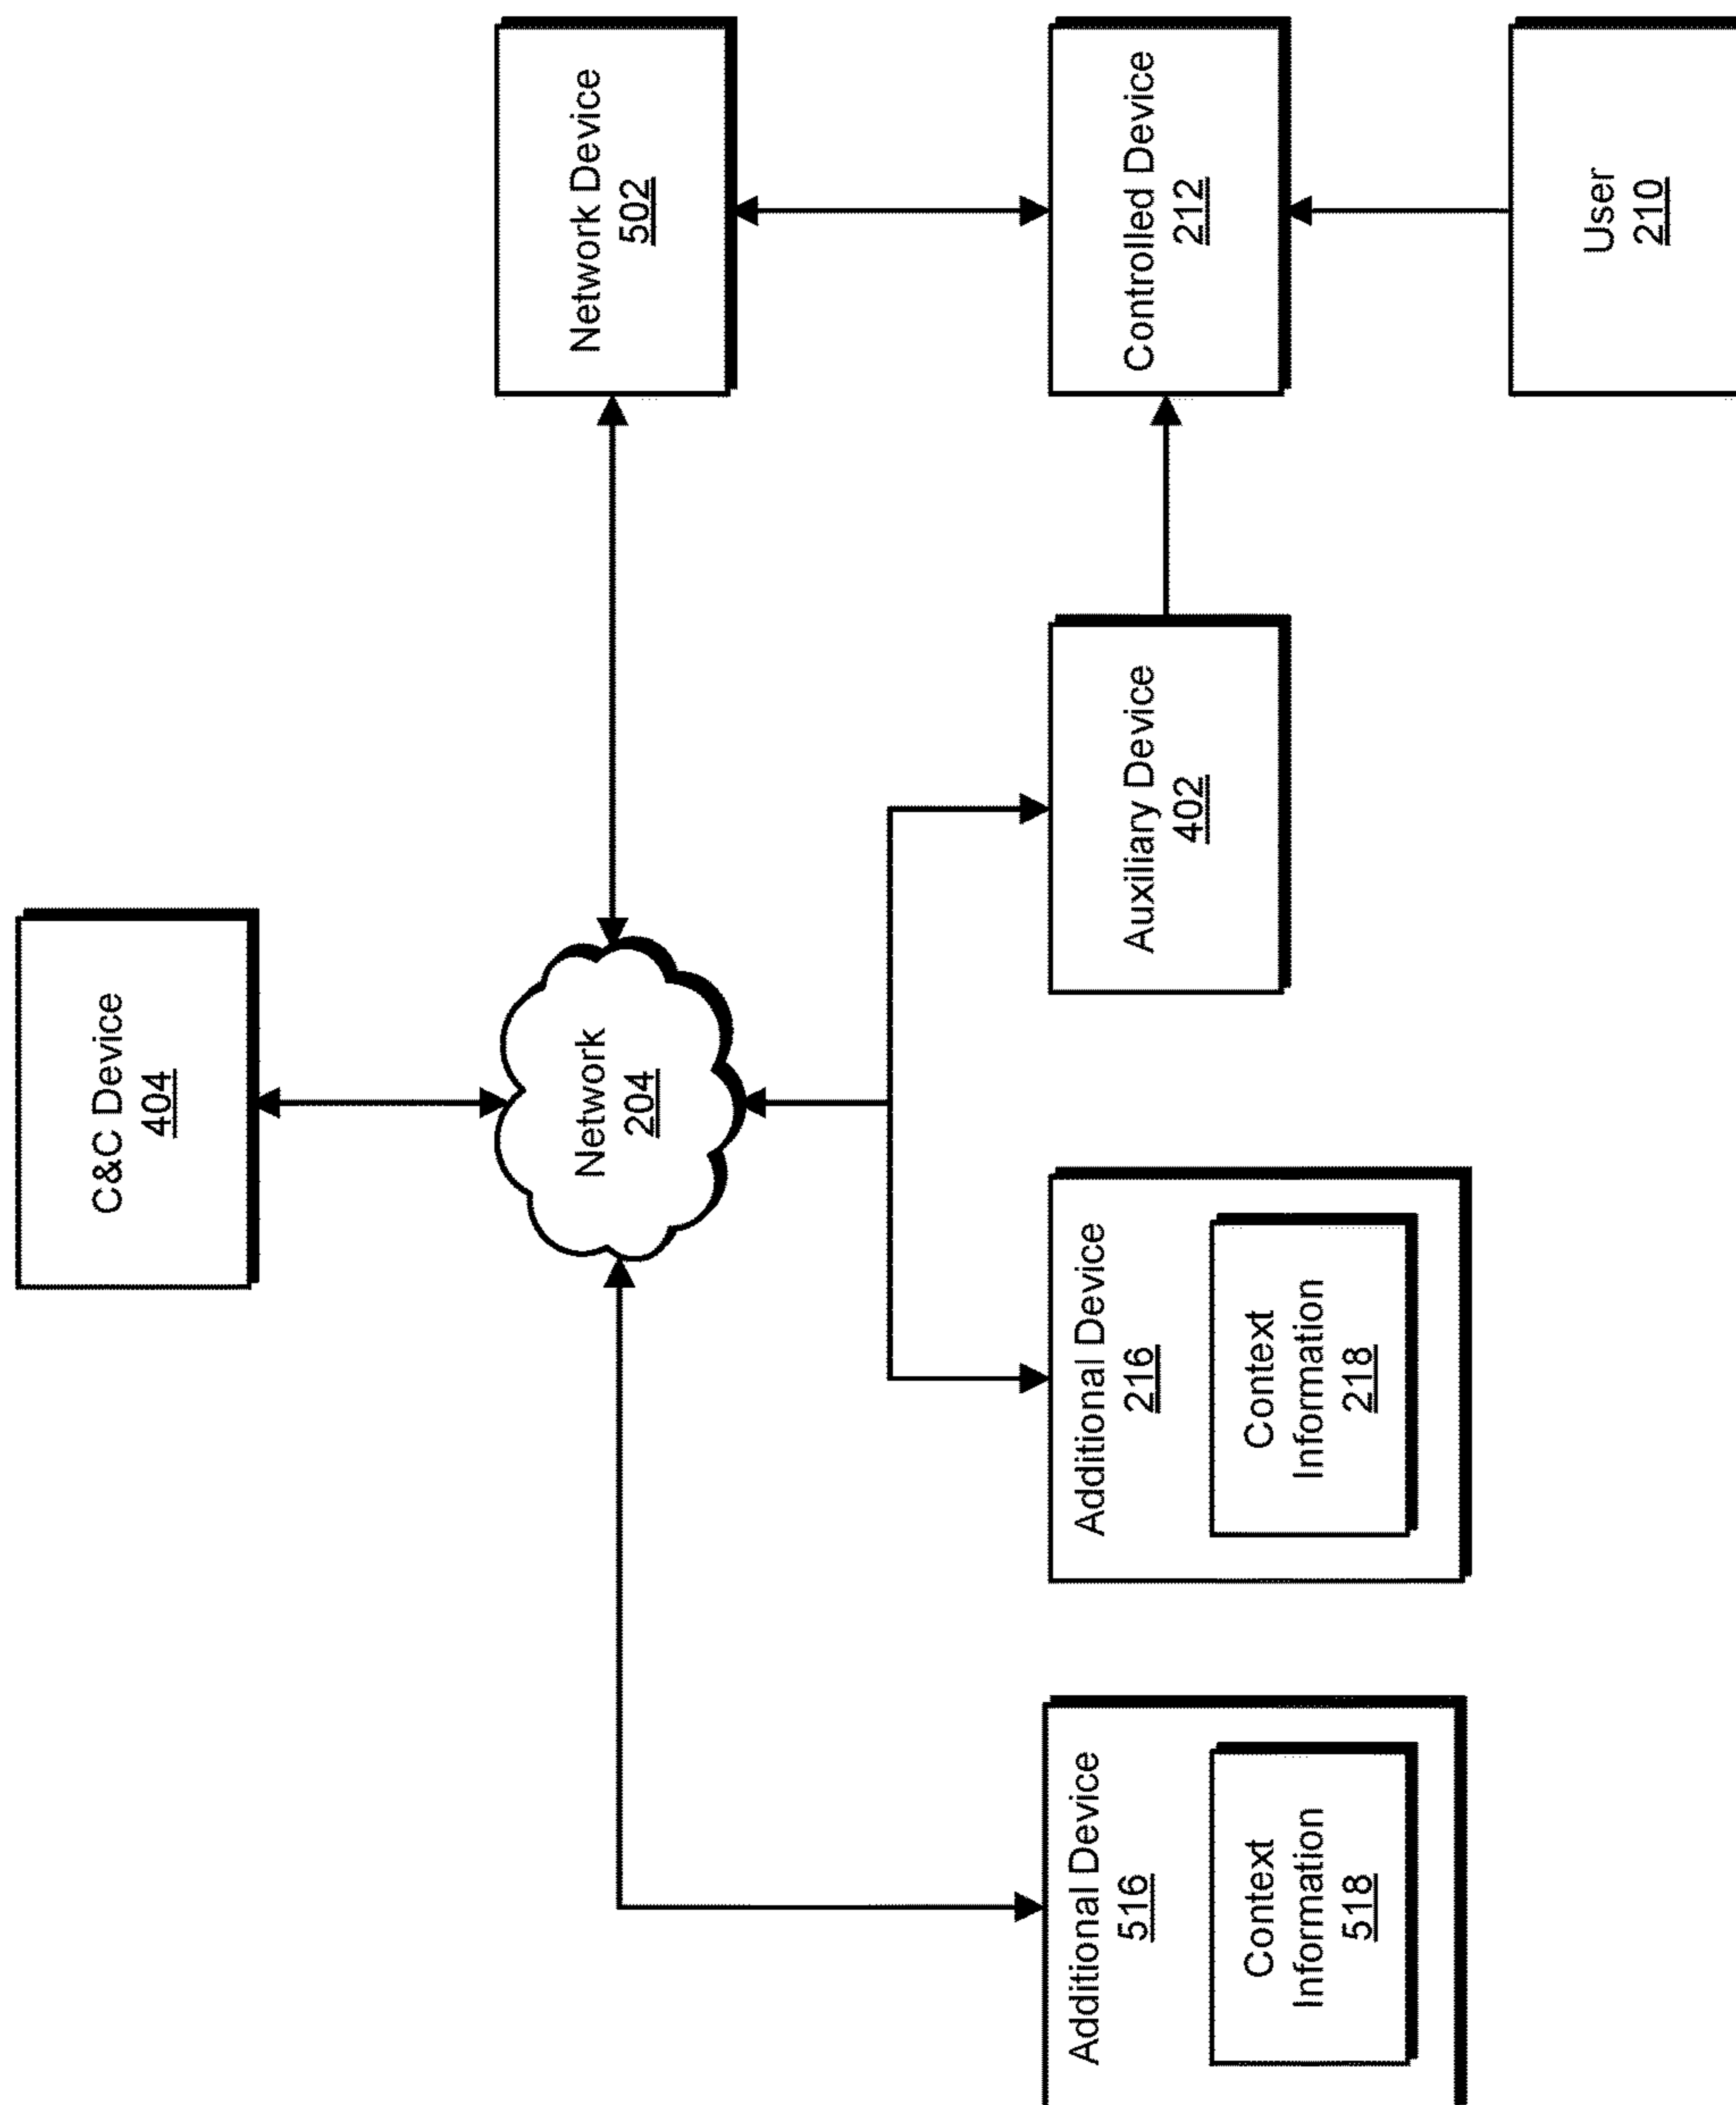 C&C Device
404
Network
204
Network Device
502
Additional Device
516
Context
Information
518
Additional Device
216
Context
Information
218
Auxiliary Device
402
Controlled Device
212
User
210